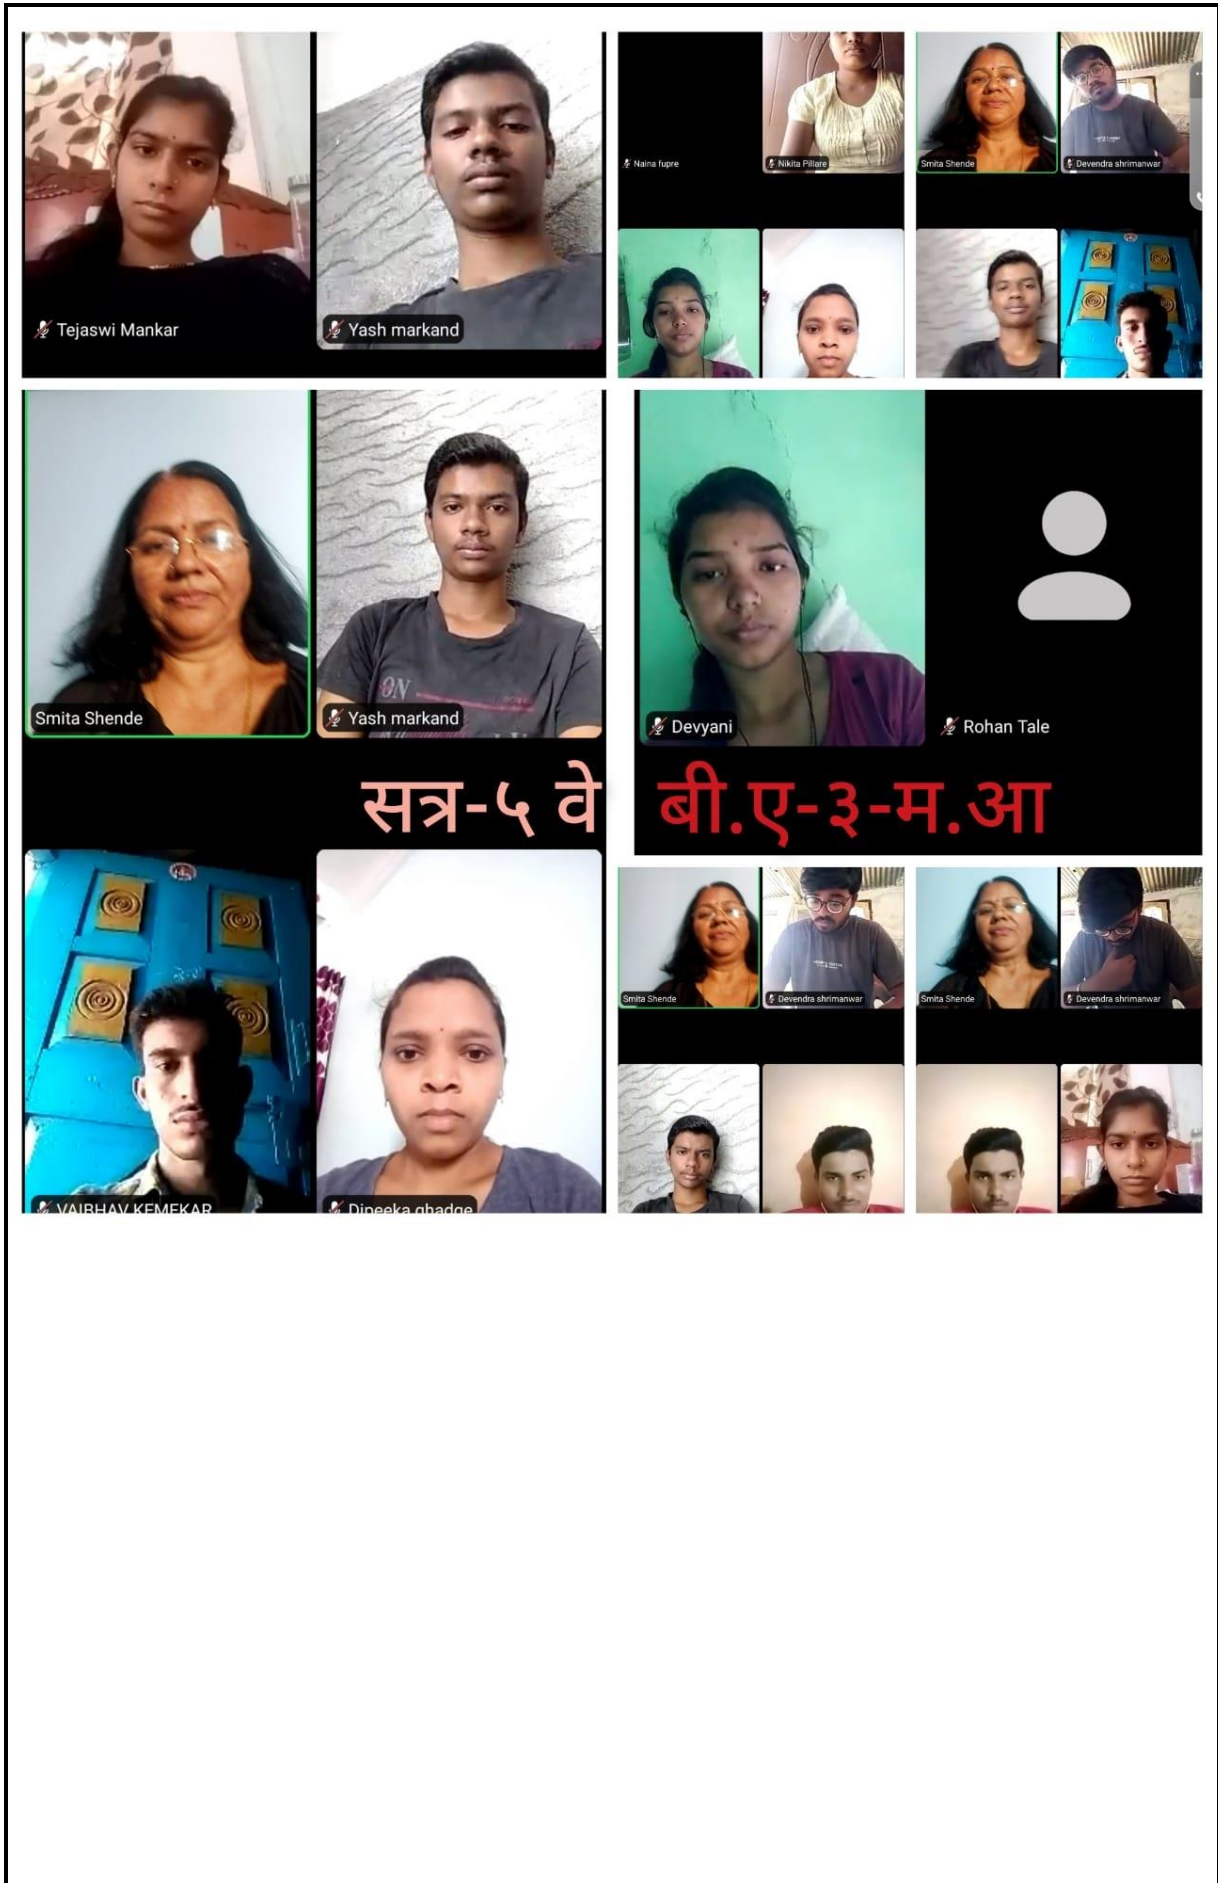 Tejaswi Mankar
Yash markand
Naina fupre
Nikita Pillare
Smita Shende
Devendra shrimanwar
Smita Shende
Yash markand
Devyani
Rohan Tale
सत्र-५ वे
बी.ए-३-म.आ
VAIBHAV KEMEKAR
Dipeeka ghadge
Smita Shende
Devendra shrimanwar
Smita Shende
Devendra shrimanwar